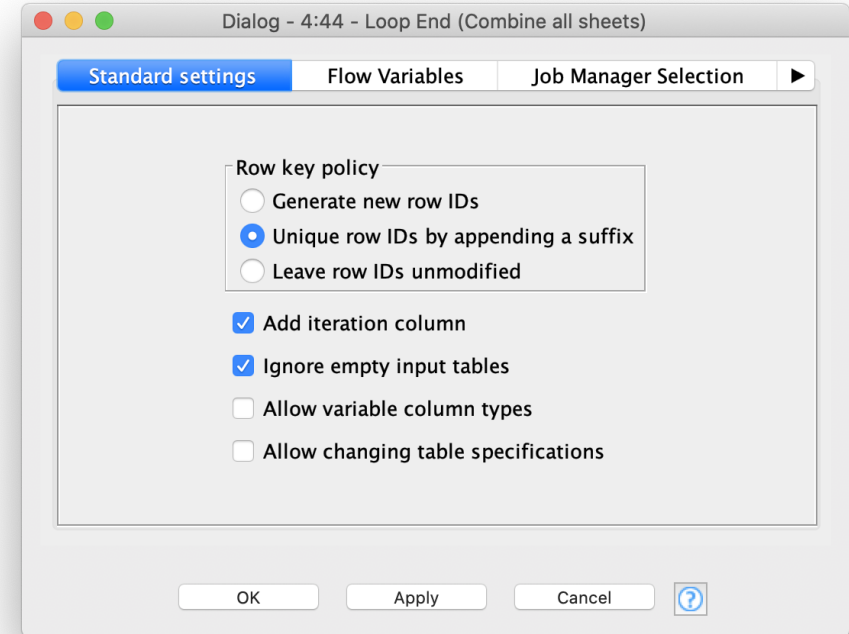 Dialog - 4:44 - Loop End (Combine all sheets)
Standard settings Flow Variables Job Manager Selection
Row key policy
Generate new row IDs
Unique row IDs by appending a suffix
Leave row IDs unmodified
Add iteration column
Ignore empty input tables
Allow variable column types
Allow changing table specifications
OK Apply Cancel ?